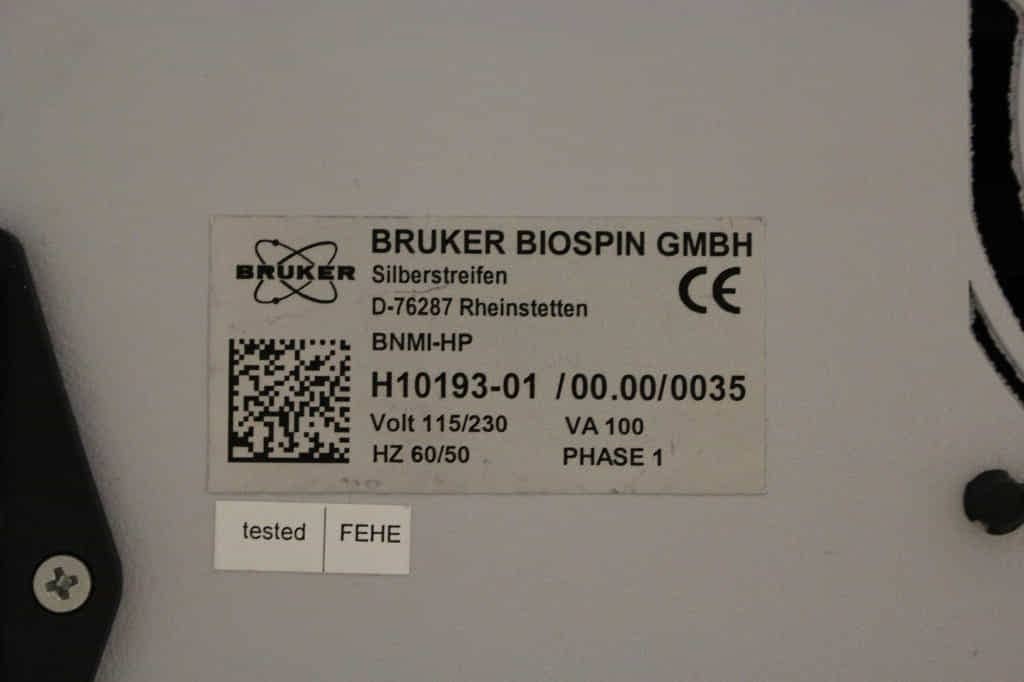 BRUKER
BRUKER BIOSPIN GMBH
Silberstreifen
D-76287 Rheinstetten
CE
BNMI-HP
H10193-01 /00.00/0035
Volt 115/230 VA 100
HZ 60/50 PHASE 1
tested FEHE